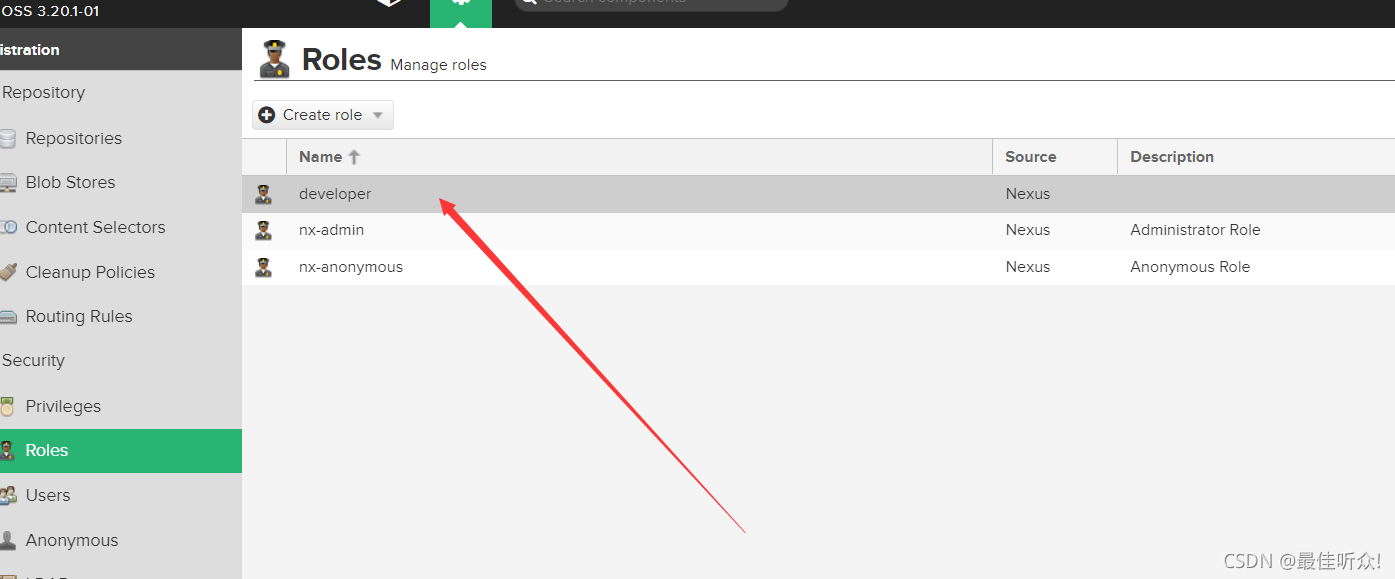 OSS 3.20.1-01
Search components
istration
Roles Manage roles
Repository
Create role
Repositories
Name Source Description
Blob Stores
developer Nexus
Content Selectors
nx-admin Nexus Administrator Role
Cleanup Policies
nx-anonymous Nexus Anonymous Role
Routing Rules
Security
Privileges
Roles
Users
Anonymous
CSDN @最佳听众!